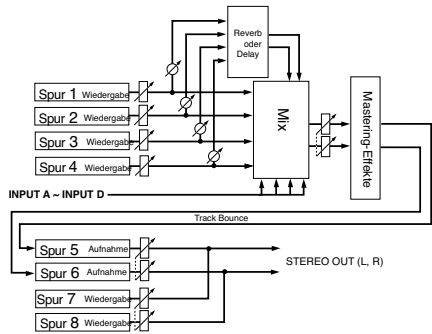 Reverb
oder
Delay
Spur 1 Wiedergabe
Spur 2 Wiedergabe
Spur 3 Wiedergabe
Spur 4 Wiedergabe
Mix
Mastering-Effekte
INPUT A ~ INPUT D
Track Bounce
Spur 5 Aufnahme
Spur 6 Aufnahme
STEREO OUT (L, R)
Spur 7 Wiedergabe
Spur 8 Wiedergabe